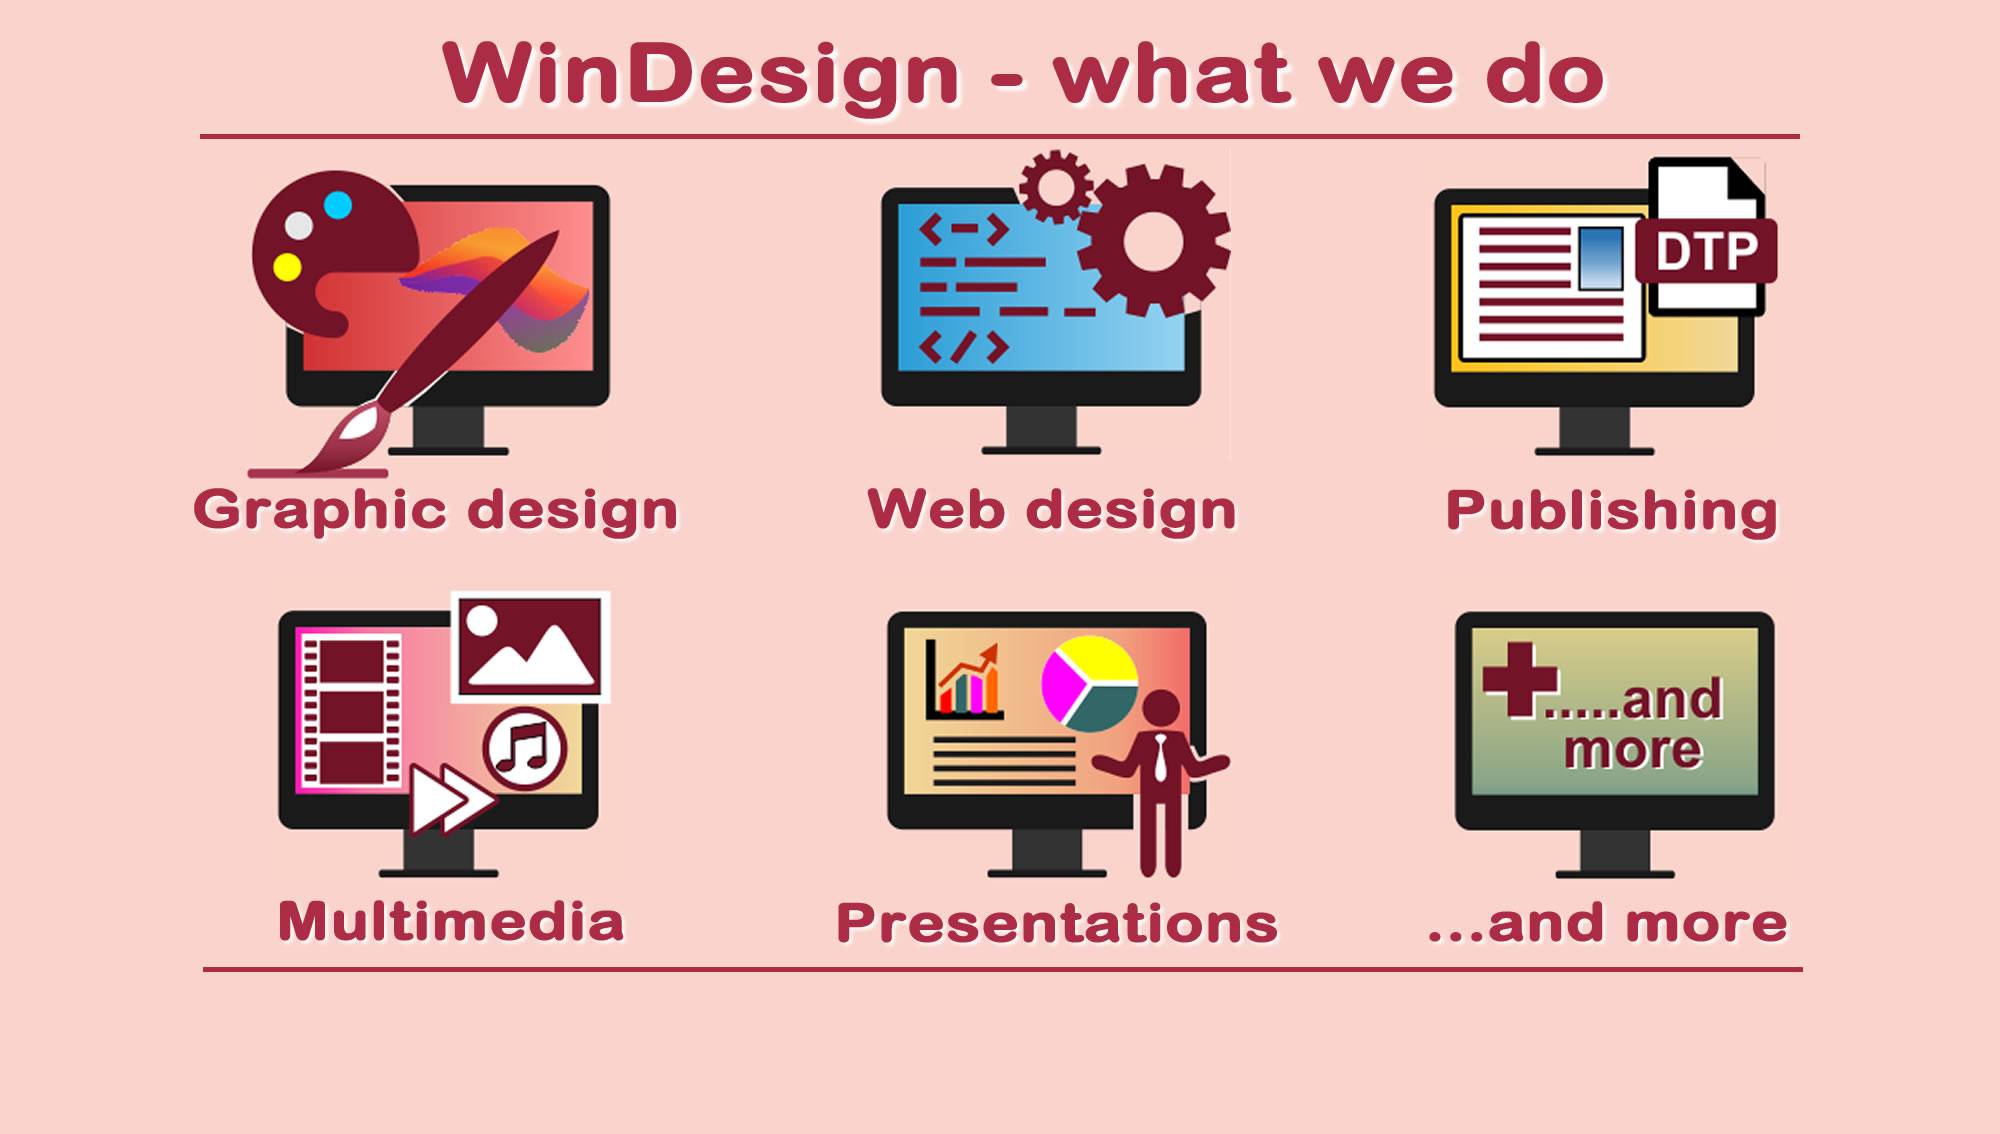 WinDesign - what we do
DTP
Graphic design
Web design
Publishing
.....and
more
Multimedia
Presentations
...and more